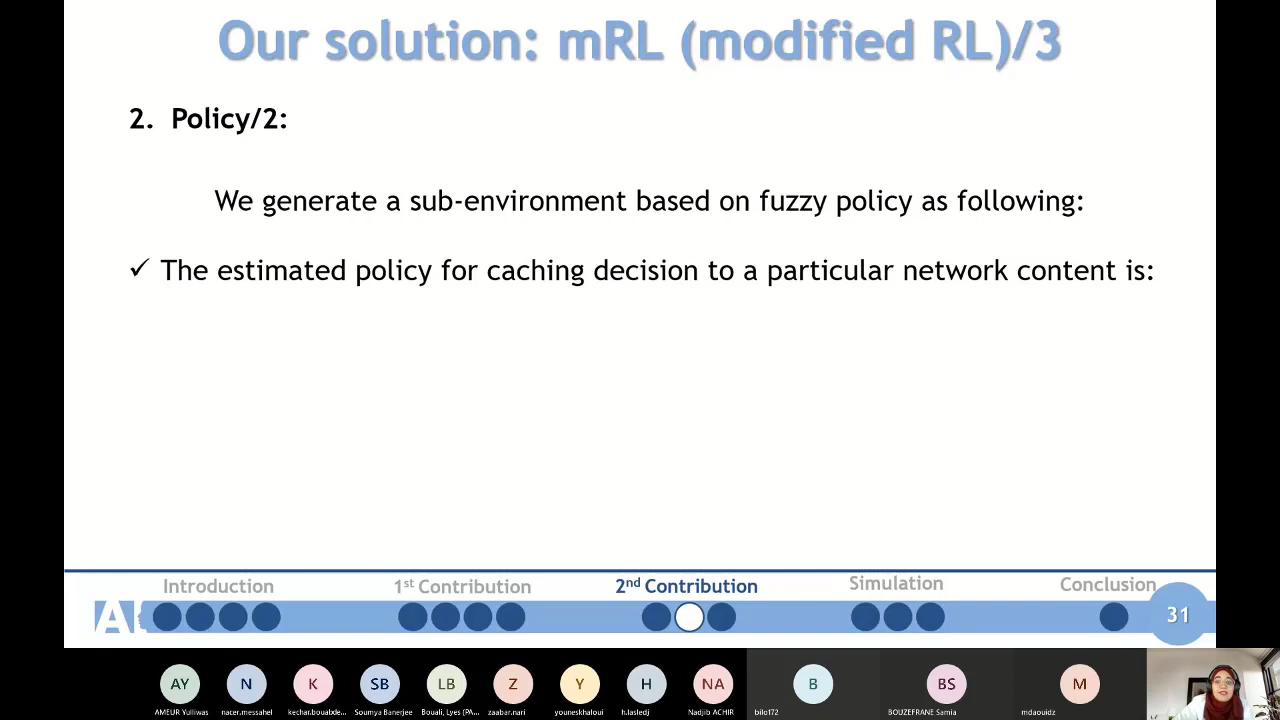 Our solution: mRL (modified RL)/3
2. Policy/2:
We generate a sub-environment based on fuzzy policy as following:
✓ The estimated policy for caching decision to a particular network content is:
Introduction
1st Contribution
2nd Contribution
Simulation
Conclusion
A
31
AY
N
K
SB
LB
Z
Y
H
NA
B
BS
M
AMEUR Yulliwas
nacer.messahel
kechar.bouabde...
Soumya Banerjee
Bouali, Lyes (PA...
zaabar.nari
youneskhaloui
h.lasledj
Nadjib ACHIR
bilo172
BOUZEFRANE Samia
mdaouidz